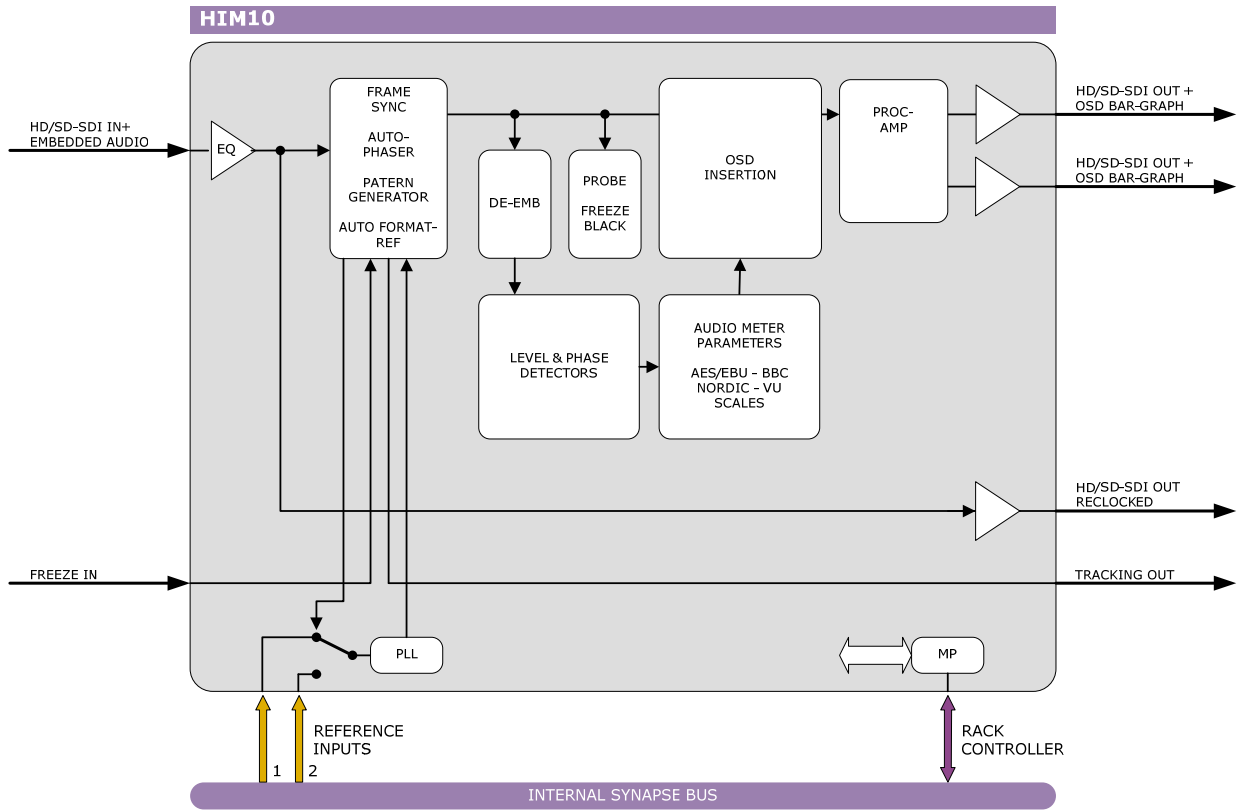 HIM10
HD/SD-SDI IN+
EMBEDDED AUDIO
EQ
FRAME
SYNC
AUTO-
PHASER
PATERN
GENERATOR
AUTO FORMAT-
REF
DE-EMB
PROBE
FREEZE
BLACK
OSD
INSERTION
PROC-
AMP
HD/SD-SDI OUT +
OSD BAR-GRAPH
HD/SD-SDI OUT +
OSD BAR-GRAPH
LEVEL & PHASE
DETECTORS
AUDIO METER
PARAMETERS
AES/EBU - BBC
NORDIC - VU
SCALES
HD/SD-SDI OUT
RECLOCKED
FREEZE IN
TRACKING OUT
PLL
MP
REFERENCE
INPUTS
1
2
RACK
CONTROLLER
INTERNAL SYNAPSE BUS